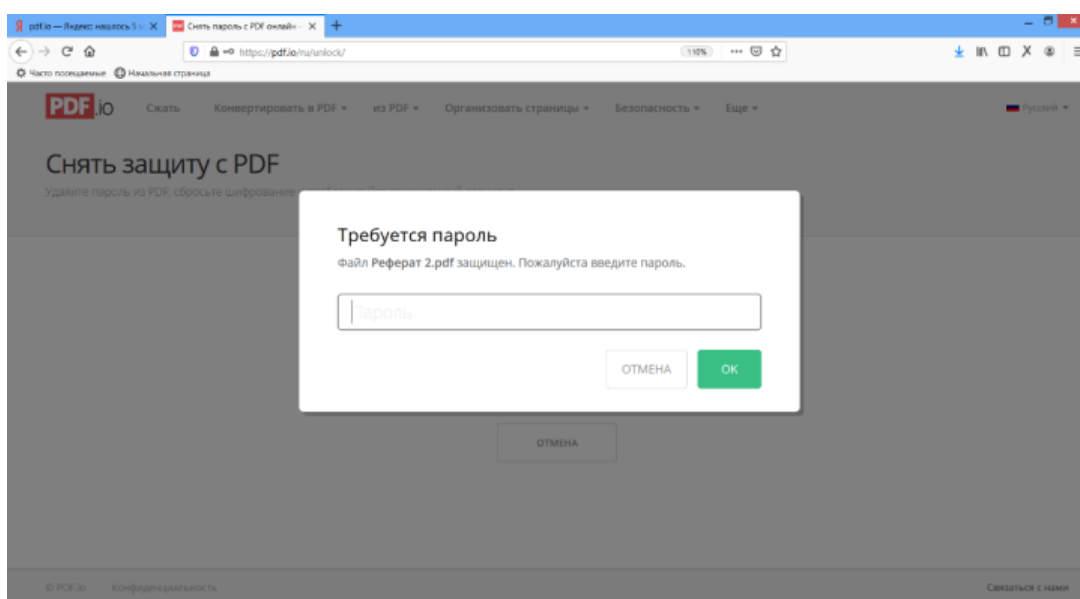 pdf.io — Яндекс: нашлось 5
Снять пароль с PDF онлайн -
https://pdf.io/ru/unlock/
110%
Часто посещаемые Начальная страница
PDF.io Сжать Конвертировать в PDF из PDF Организовать страницы Безопасность Еще Русский
Снять защиту с PDF
Удалите пароль из PDF, сбросьте шифрование
Требуется пароль
Файл Реферат 2.pdf защищен. Пожалуйста введите пароль.
Пароль
ОТМЕНА OK
ОТМЕНА
© PDF.io Конфиденциальность Связаться с нами